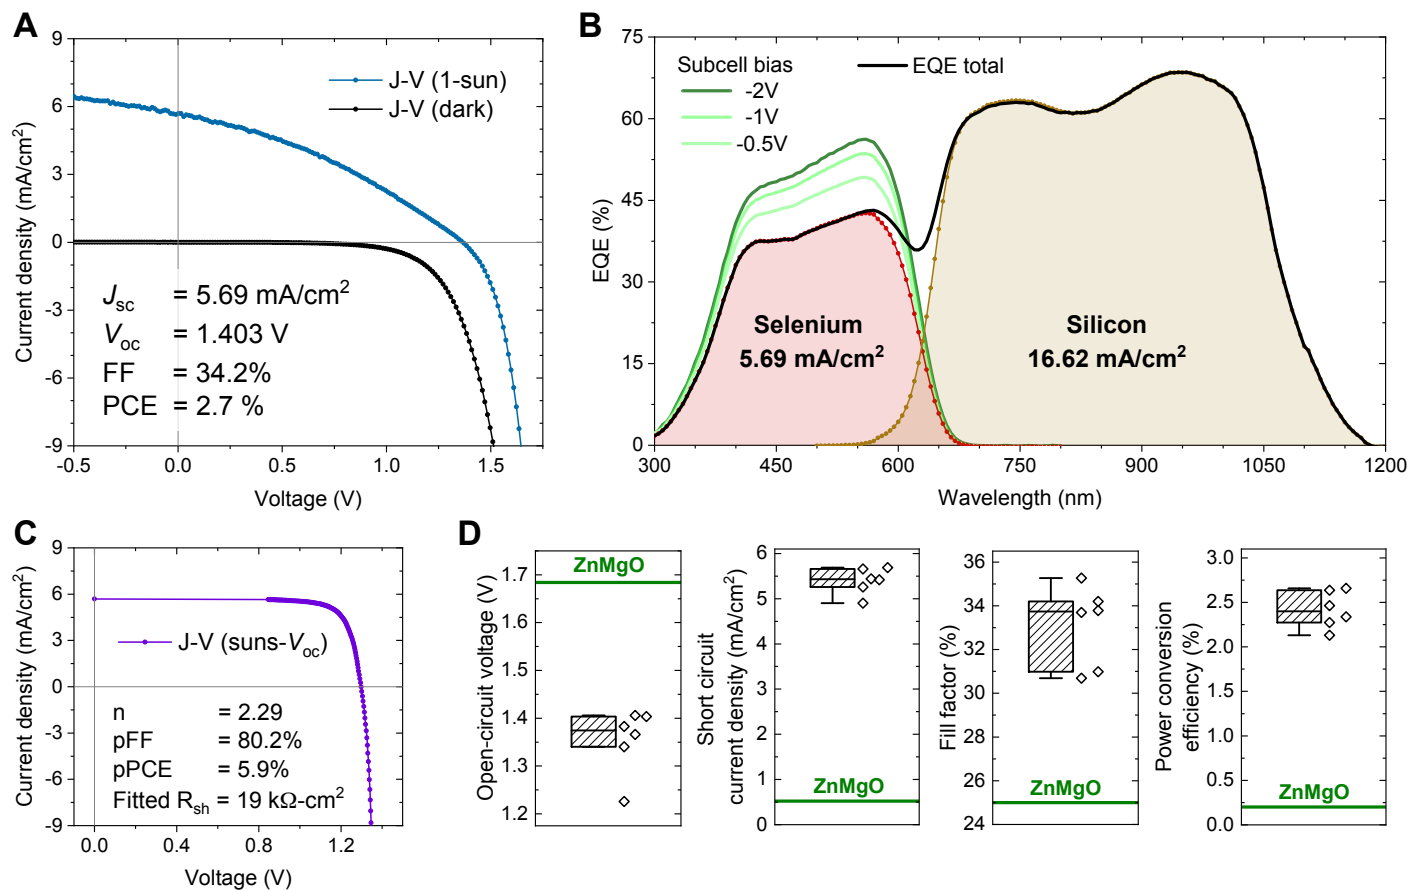 A
9
6
3
0
-3
-6
-9
Current density (mA/cm²)
J-V (1-sun)
J-V (dark)
Jsc = 5.69 mA/cm²
Voc = 1.403 V
FF = 34.2%
PCE = 2.7 %
-0.5 0.0 0.5 1.0 1.5
Voltage (V)
B
75
60
45
30
15
0
EQE (%)
Subcell bias
-2V
-1V
-0.5V
EQE total
Selenium
5.69 mA/cm²
Silicon
16.62 mA/cm²
300 450 600 750 900 1050 1200
Wavelength (nm)
C
9
6
3
0
-3
-6
-9
Current density (mA/cm²)
J-V (suns-Voc)
n = 2.29
pFF = 80.2%
pPCE = 5.9%
Fitted Rsh = 19 kΩ-cm²
0.0 0.4 0.8 1.2
Voltage (V)
D
Open-circuit voltage (V)
1.7
1.6
1.5
1.4
1.3
1.2
ZnMgO
Short circuit
current density (mA/cm²)
6
5
4
3
2
1
0
ZnMgO
Fill factor (%)
36
34
32
30
28
26
24
ZnMgO
Power conversion
efficiency (%)
3.0
2.5
2.0
1.5
1.0
0.5
0.0
ZnMgO